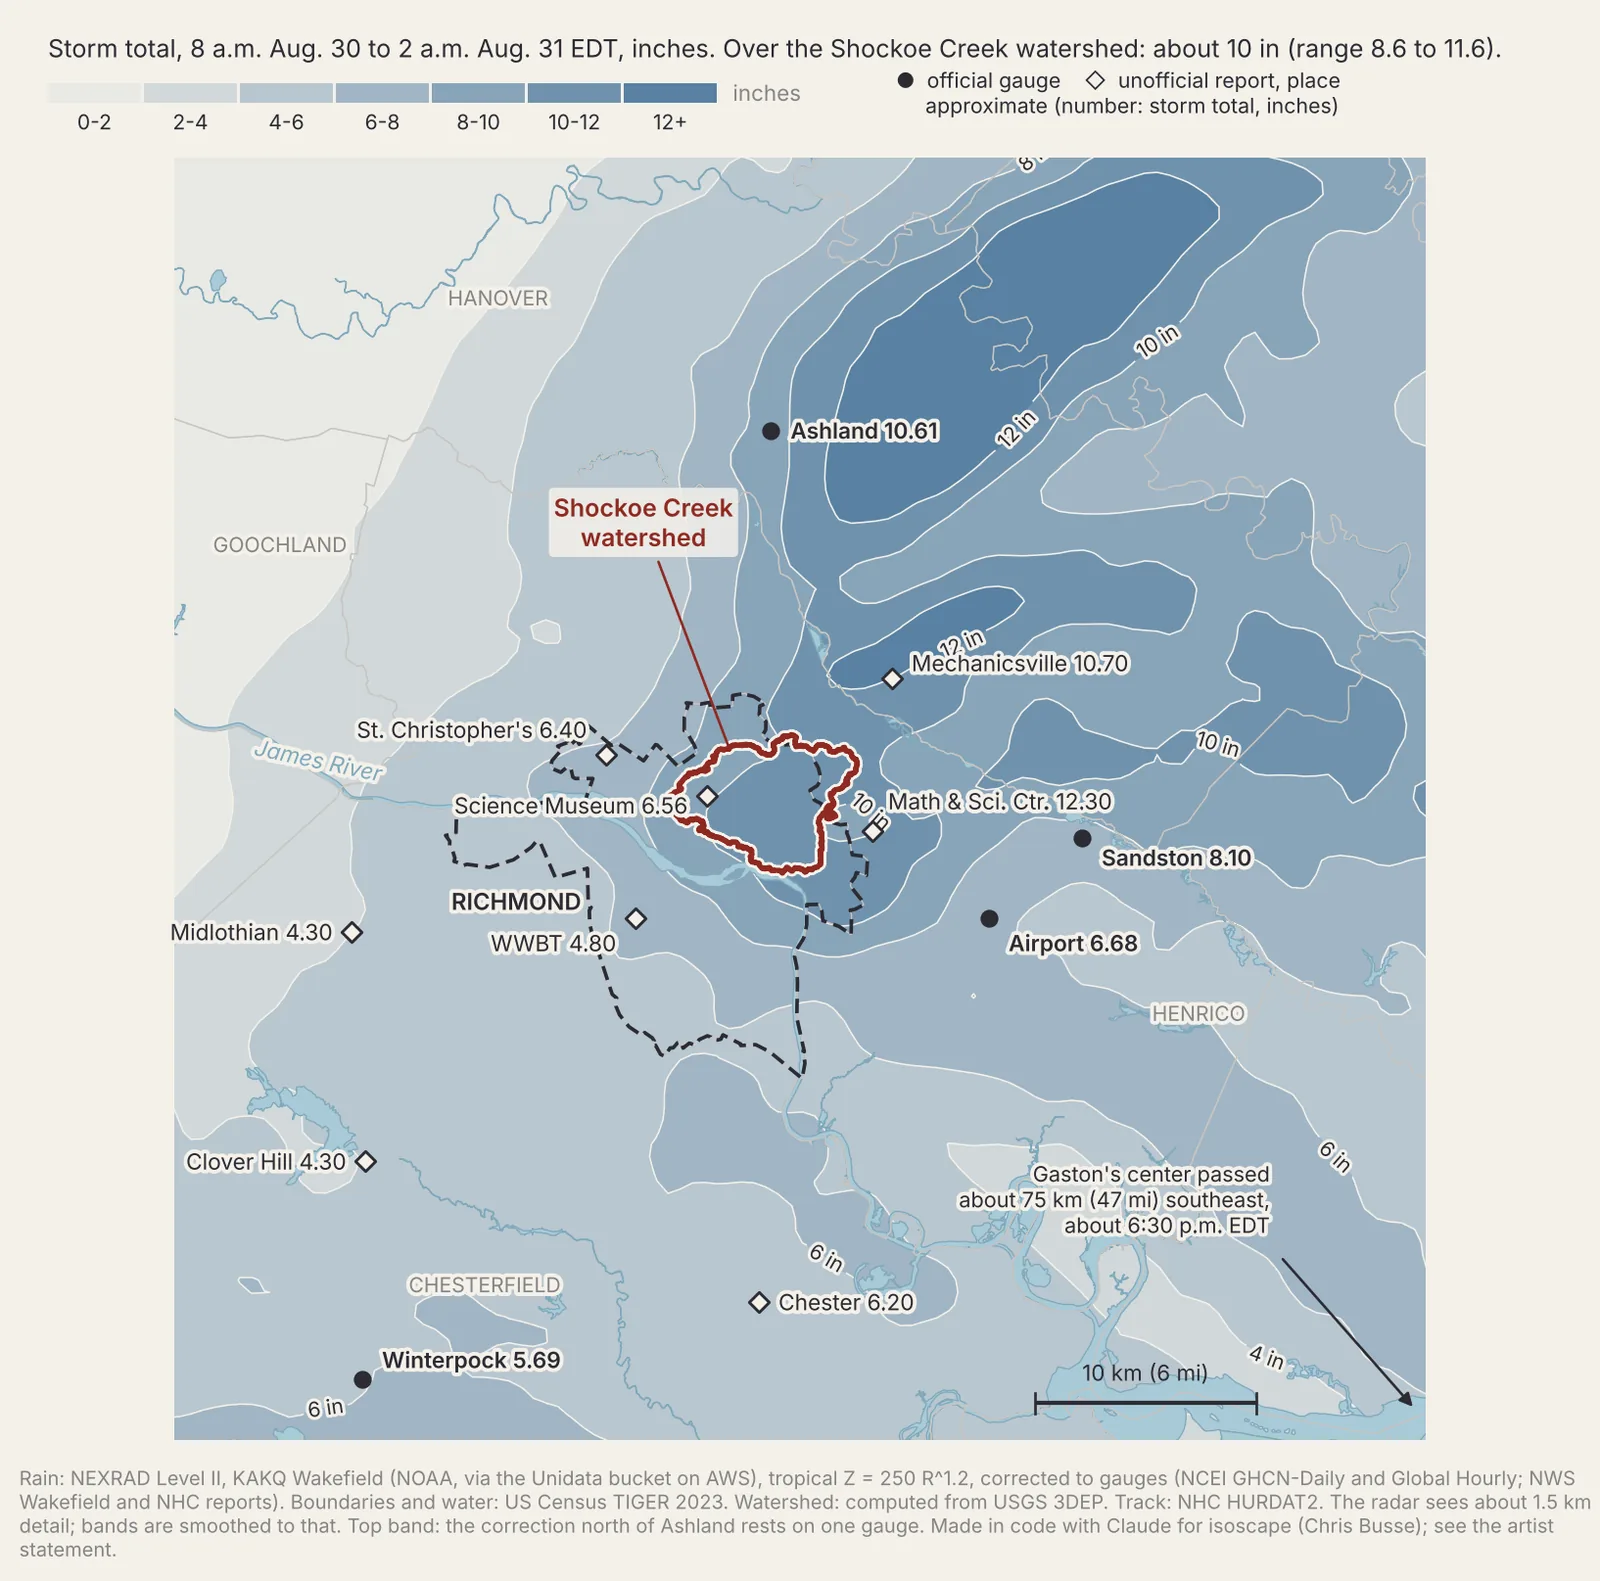 Storm total, 8 a.m. Aug. 30 to 2 a.m. Aug. 31 EDT, inches. Over the Shockoe Creek watershed: about 10 in (range 8.6 to 11.6).
inches
0-2
2-4
4-6
6-8
8-10
10-12
12+
official gauge
unofficial report, place
approximate (number: storm total, inches)
HANOVER
10 in
12 in
Ashland 10.61
Shockoe Creek
watershed
GOOCHLAND
12 in
Mechanicsville 10.70
St. Christopher's 6.40
James River
10 in
Science Museum 6.56
10 in
Math & Sci. Ctr. 12.30
Sandston 8.10
RICHMOND
Midlothian 4.30
WWBT 4.80
Airport 6.68
HENRICO
Clover Hill 4.30
6 in
Gaston's center passed
about 75 km (47 mi) southeast,
about 6:30 p.m. EDT
6 in
CHESTERFIELD
Chester 6.20
Winterpock 5.69
4 in
10 km (6 mi)
6 in
Rain: NEXRAD Level II, KAKQ Wakefield (NOAA, via the Unidata bucket on AWS), tropical Z = 250 R^1.2, corrected to gauges (NCEI GHCN-Daily and Global Hourly; NWS
Wakefield and NHC reports). Boundaries and water: US Census TIGER 2023. Watershed: computed from USGS 3DEP. Track: NHC HURDAT2. The radar sees about 1.5 km
detail; bands are smoothed to that. Top band: the correction north of Ashland rests on one gauge. Made in code with Claude for isoscape (Chris Busse); see the artist
statement.